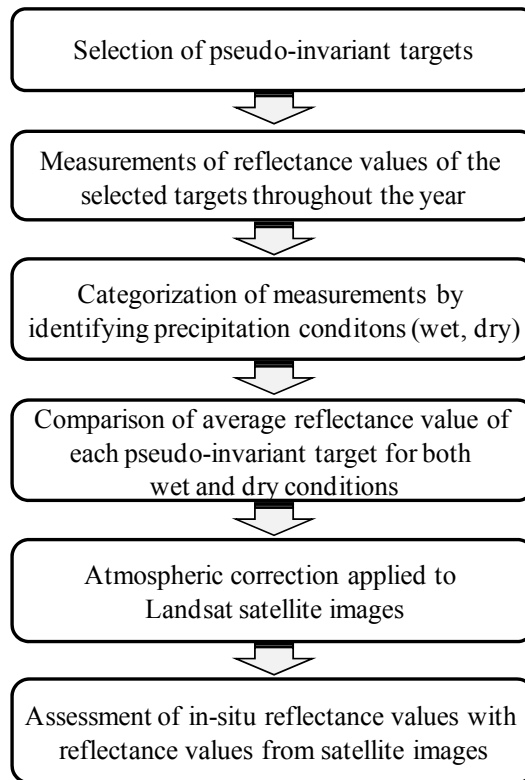 Selection of pseudo-invariant targets
Measurements of reflectance values of the
selected targets throughout the year
Categorization of measurements by
identifying precipitation conditons (wet, dry)
Comparison of average reflectance value of
each pseudo-invariant target for both
wet and dry conditions
Atmospheric correction applied to
Landsat satellite images
Assessment of in-situ reflectance values with
reflectance values from satellite images